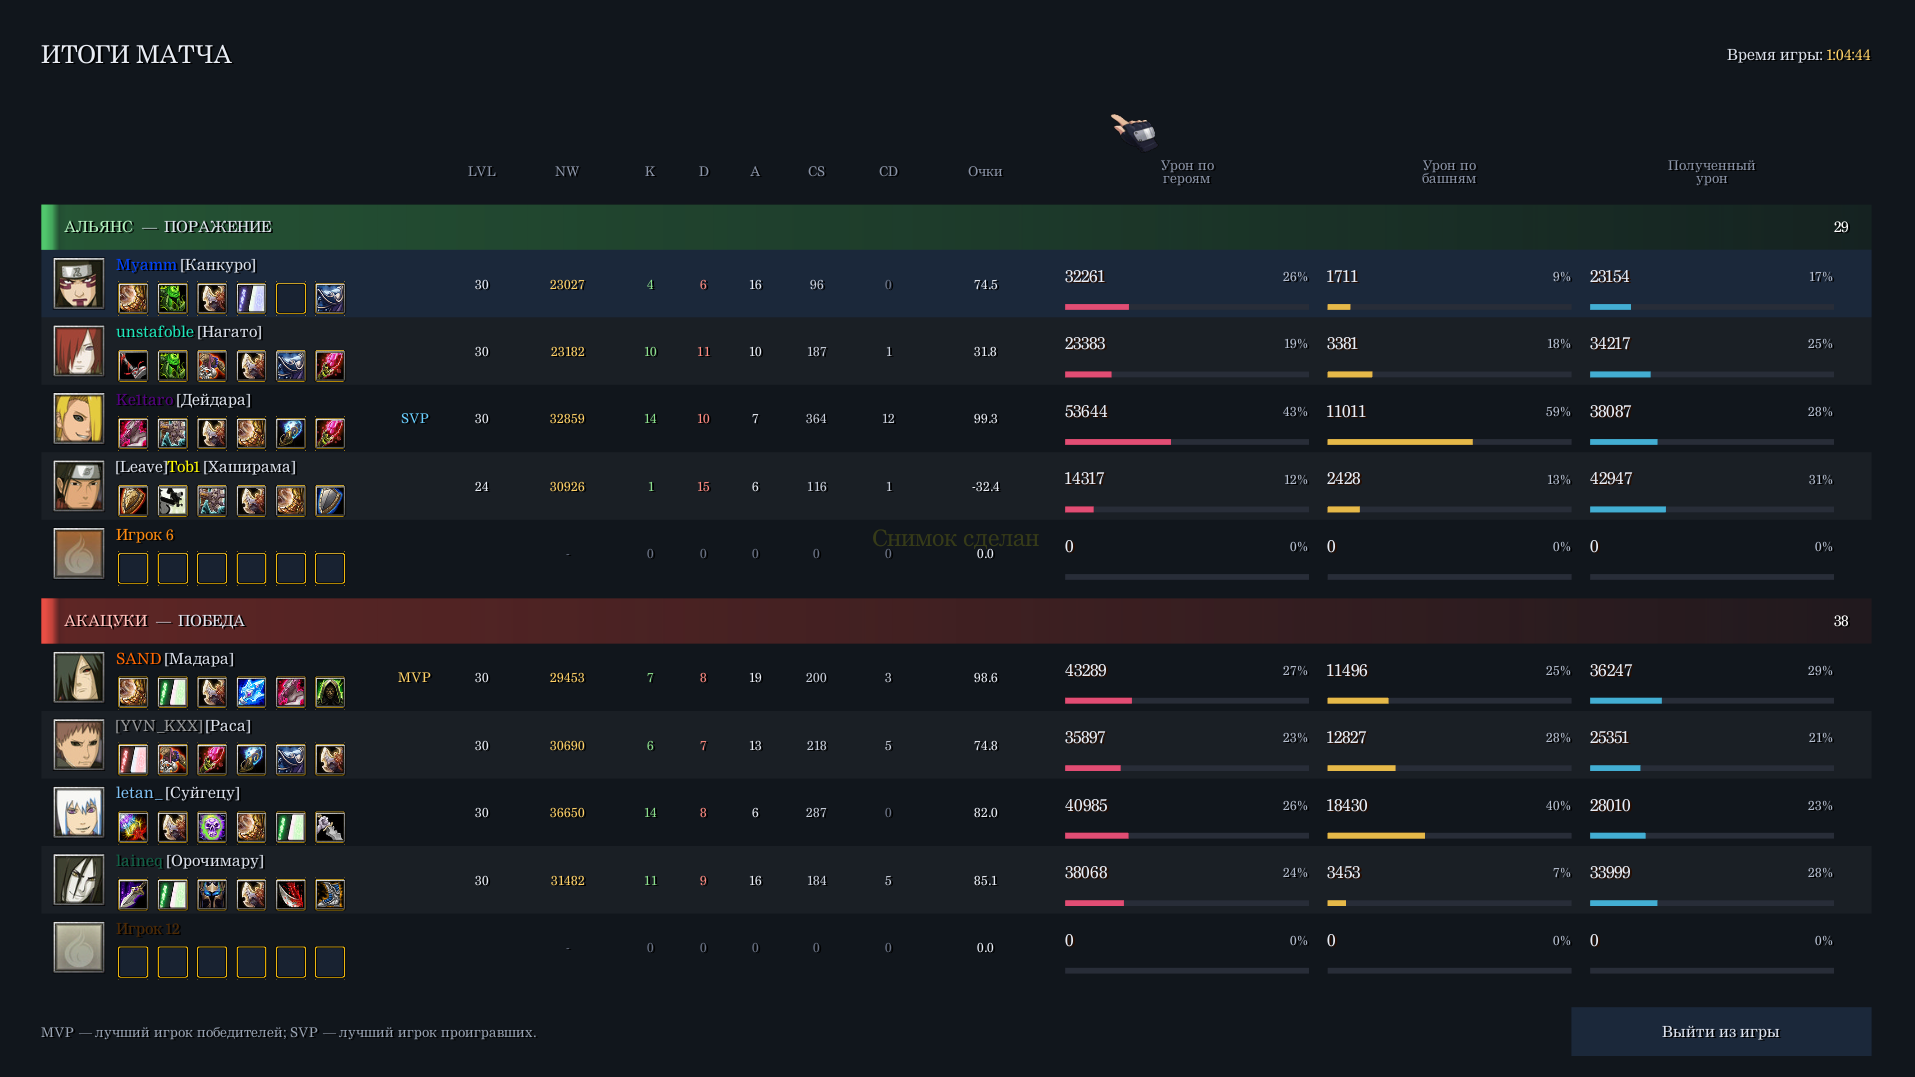 ИТОГИ МАТЧА
Время игры: 1:04:44
LVL NW K D A CS CD Очки Урон по героям Урон по башням Полученный урон
АЛЬЯНС — ПОРАЖЕНИЕ 29
Myamm [Канкуро]
30 23027 4 6 16 96 0 74.5 32261 26% 1711 9% 23154 17%
unstafoble [Нагато]
30 23182 10 11 10 187 1 31.8 23383 19% 3381 18% 34217 25%
Ke1taro [Дейдара]
SVP 30 32859 14 10 7 364 12 99.3 53644 43% 11011 59% 38087 28%
[Leave]Tob1 [Хаширама]
24 30926 1 15 6 116 1 -32.4 14317 12% 2428 13% 42947 31%
Игрок 6
Снимок сделан
- 0 0 0 0 0 0.0 0 0% 0 0% 0 0%
АКАЦУКИ — ПОБЕДА 38
SAND [Мадара]
MVP 30 29453 7 8 19 200 3 98.6 43289 27% 11496 25% 36247 29%
[YVN_KXX] [Раса]
30 30690 6 7 13 218 5 74.8 35897 23% 12827 28% 25351 21%
letan_ [Суйгецу]
30 36650 14 8 6 287 0 82.0 40985 26% 18430 40% 28010 23%
laineq [Орочимару]
30 31482 11 9 16 184 5 85.1 38068 24% 3453 7% 33999 28%
Игрок 12
- 0 0 0 0 0 0.0 0 0% 0 0% 0 0%
MVP — лучший игрок победителей; SVP — лучший игрок проигравших.
Выйти из игры